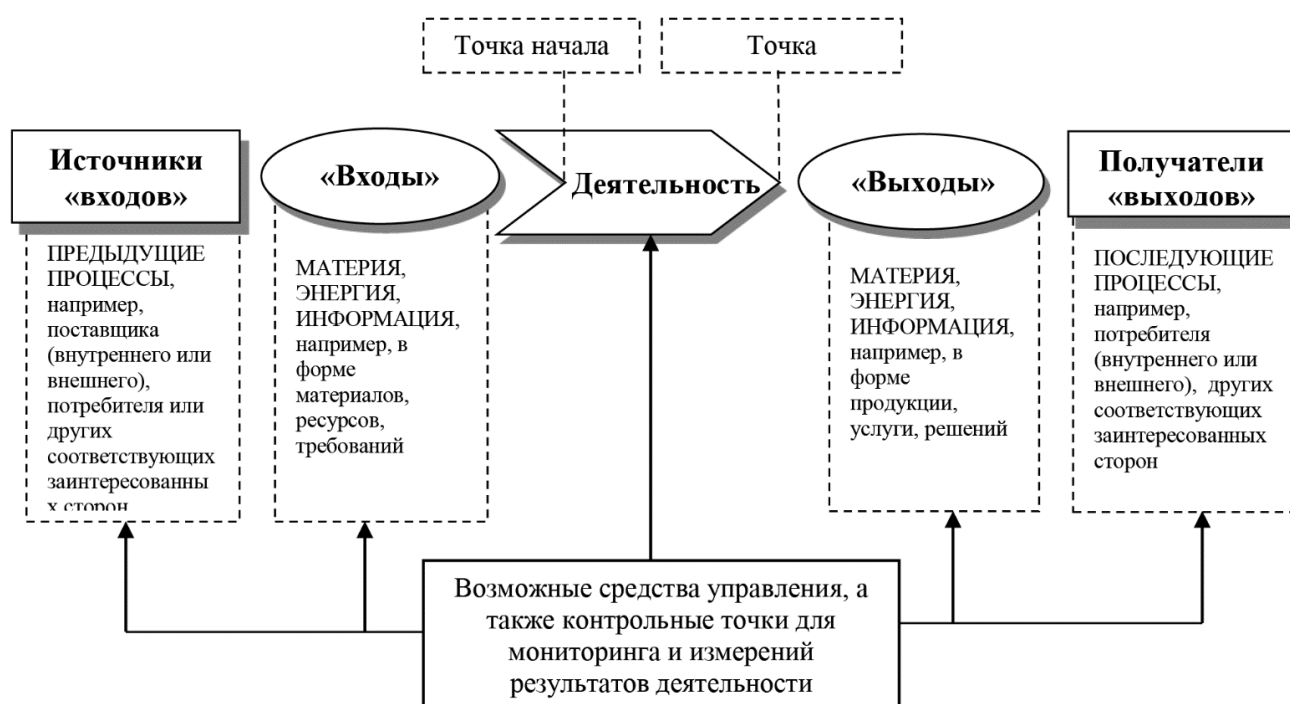 Точка начала
Точка
Источники
«входов»
«Входы»
Деятельность
«Выходы»
Получатели
«выходов»
ПРЕДЫДУЩИЕ
ПРОЦЕССЫ,
например,
поставщика
(внутреннего или
внешнего),
потребителя или
других
соответствующих
заинтересованны
х сторон
МАТЕРИЯ,
ЭНЕРГИЯ,
ИНФОРМАЦИЯ,
например, в
форме
материалов,
ресурсов,
требований
МАТЕРИЯ,
ЭНЕРГИЯ,
ИНФОРМАЦИЯ,
например, в
форме
продукции,
услуги, решений
ПОСЛЕДУЮЩИЕ
ПРОЦЕССЫ,
например,
потребителя
(внутреннего или
внешнего), других
соответствующих
заинтересованных
сторон
Возможные средства управления, а
также контрольные точки для
мониторинга и измерений
результатов деятельности